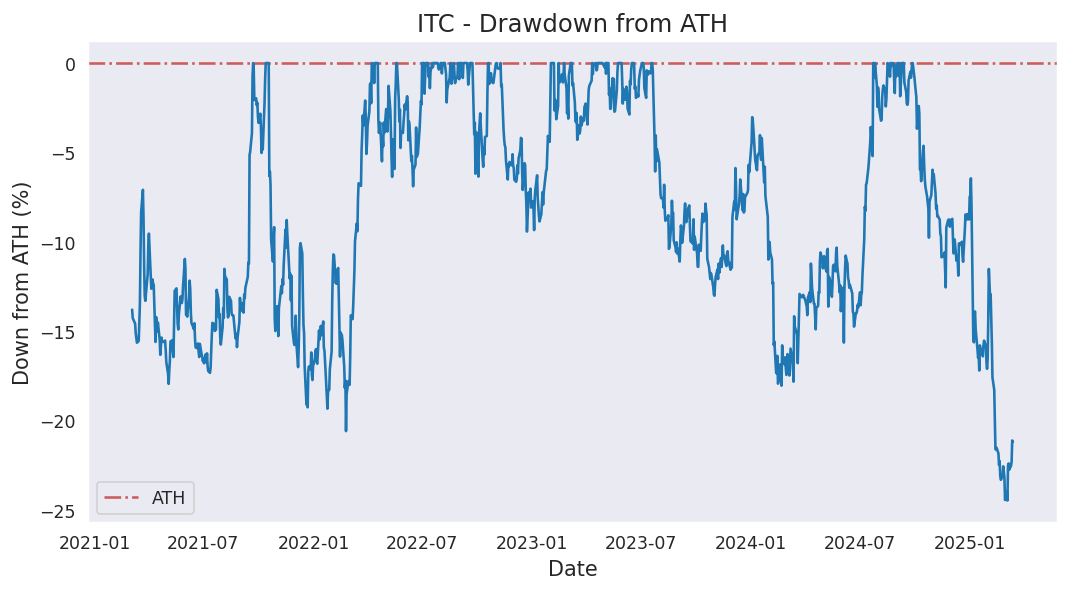 ITC - Drawdown from ATH
Down from ATH (%)
0
−5
−10
−15
−20
−25
ATH
2021-01 2021-07 2022-01 2022-07 2023-01 2023-07 2024-01 2024-07 2025-01
Date